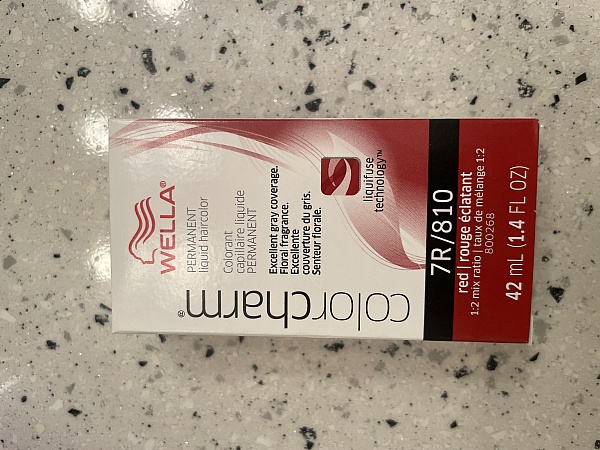 WELLA®
PERMANENT
liquid haircolor
Colorant
capillaire liquide
PERMANENT
Excellent gray coverage.
Floral fragrance.
Excellente
couverture du gris.
Senteur florale.
liquifuse
technology™
colorcharm®
7R/810
red | rouge éclatant
1:2 mix ratio | taux de mélange 1:2
800268
42 mL (1.4 FL OZ)